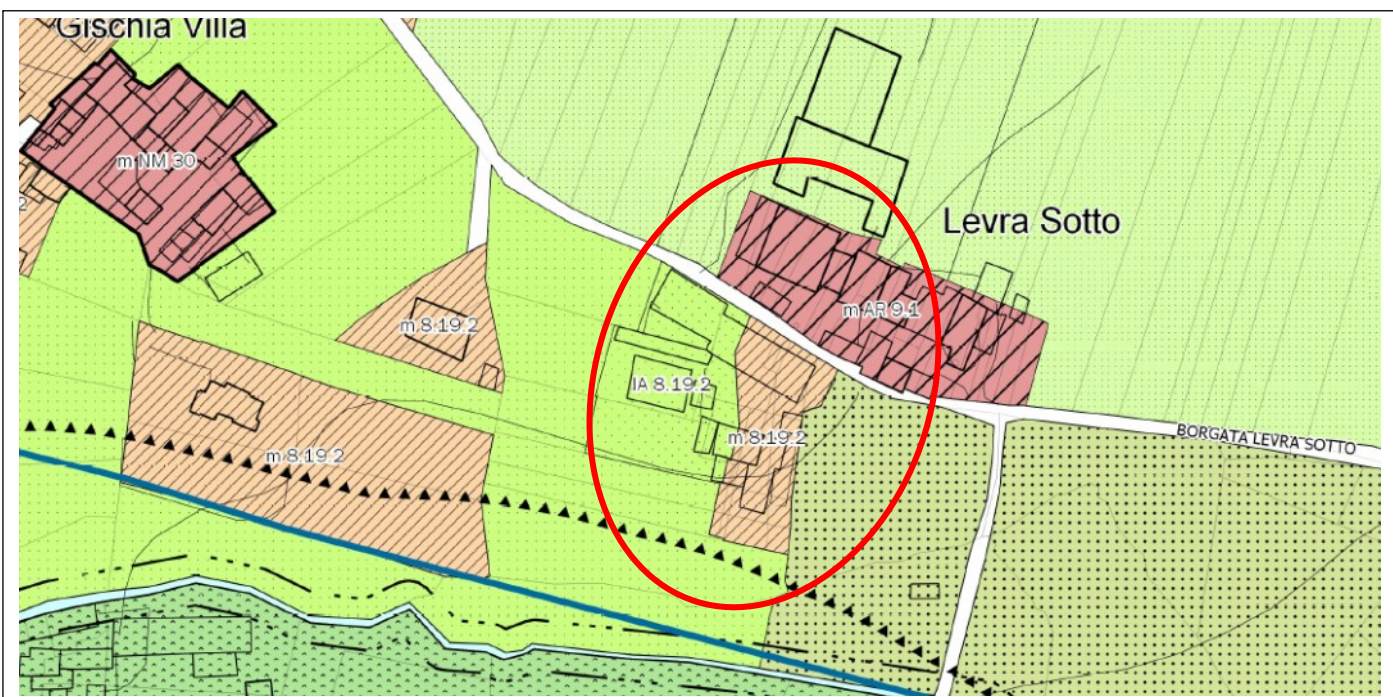 Gischia Villa
m NM 30
Levra Sotto
m AR 9.1
m 8.19.2
IA 8.19.2
m 8.19.2
m 8.19.2
BORGATA LEVRA SOTTO
2